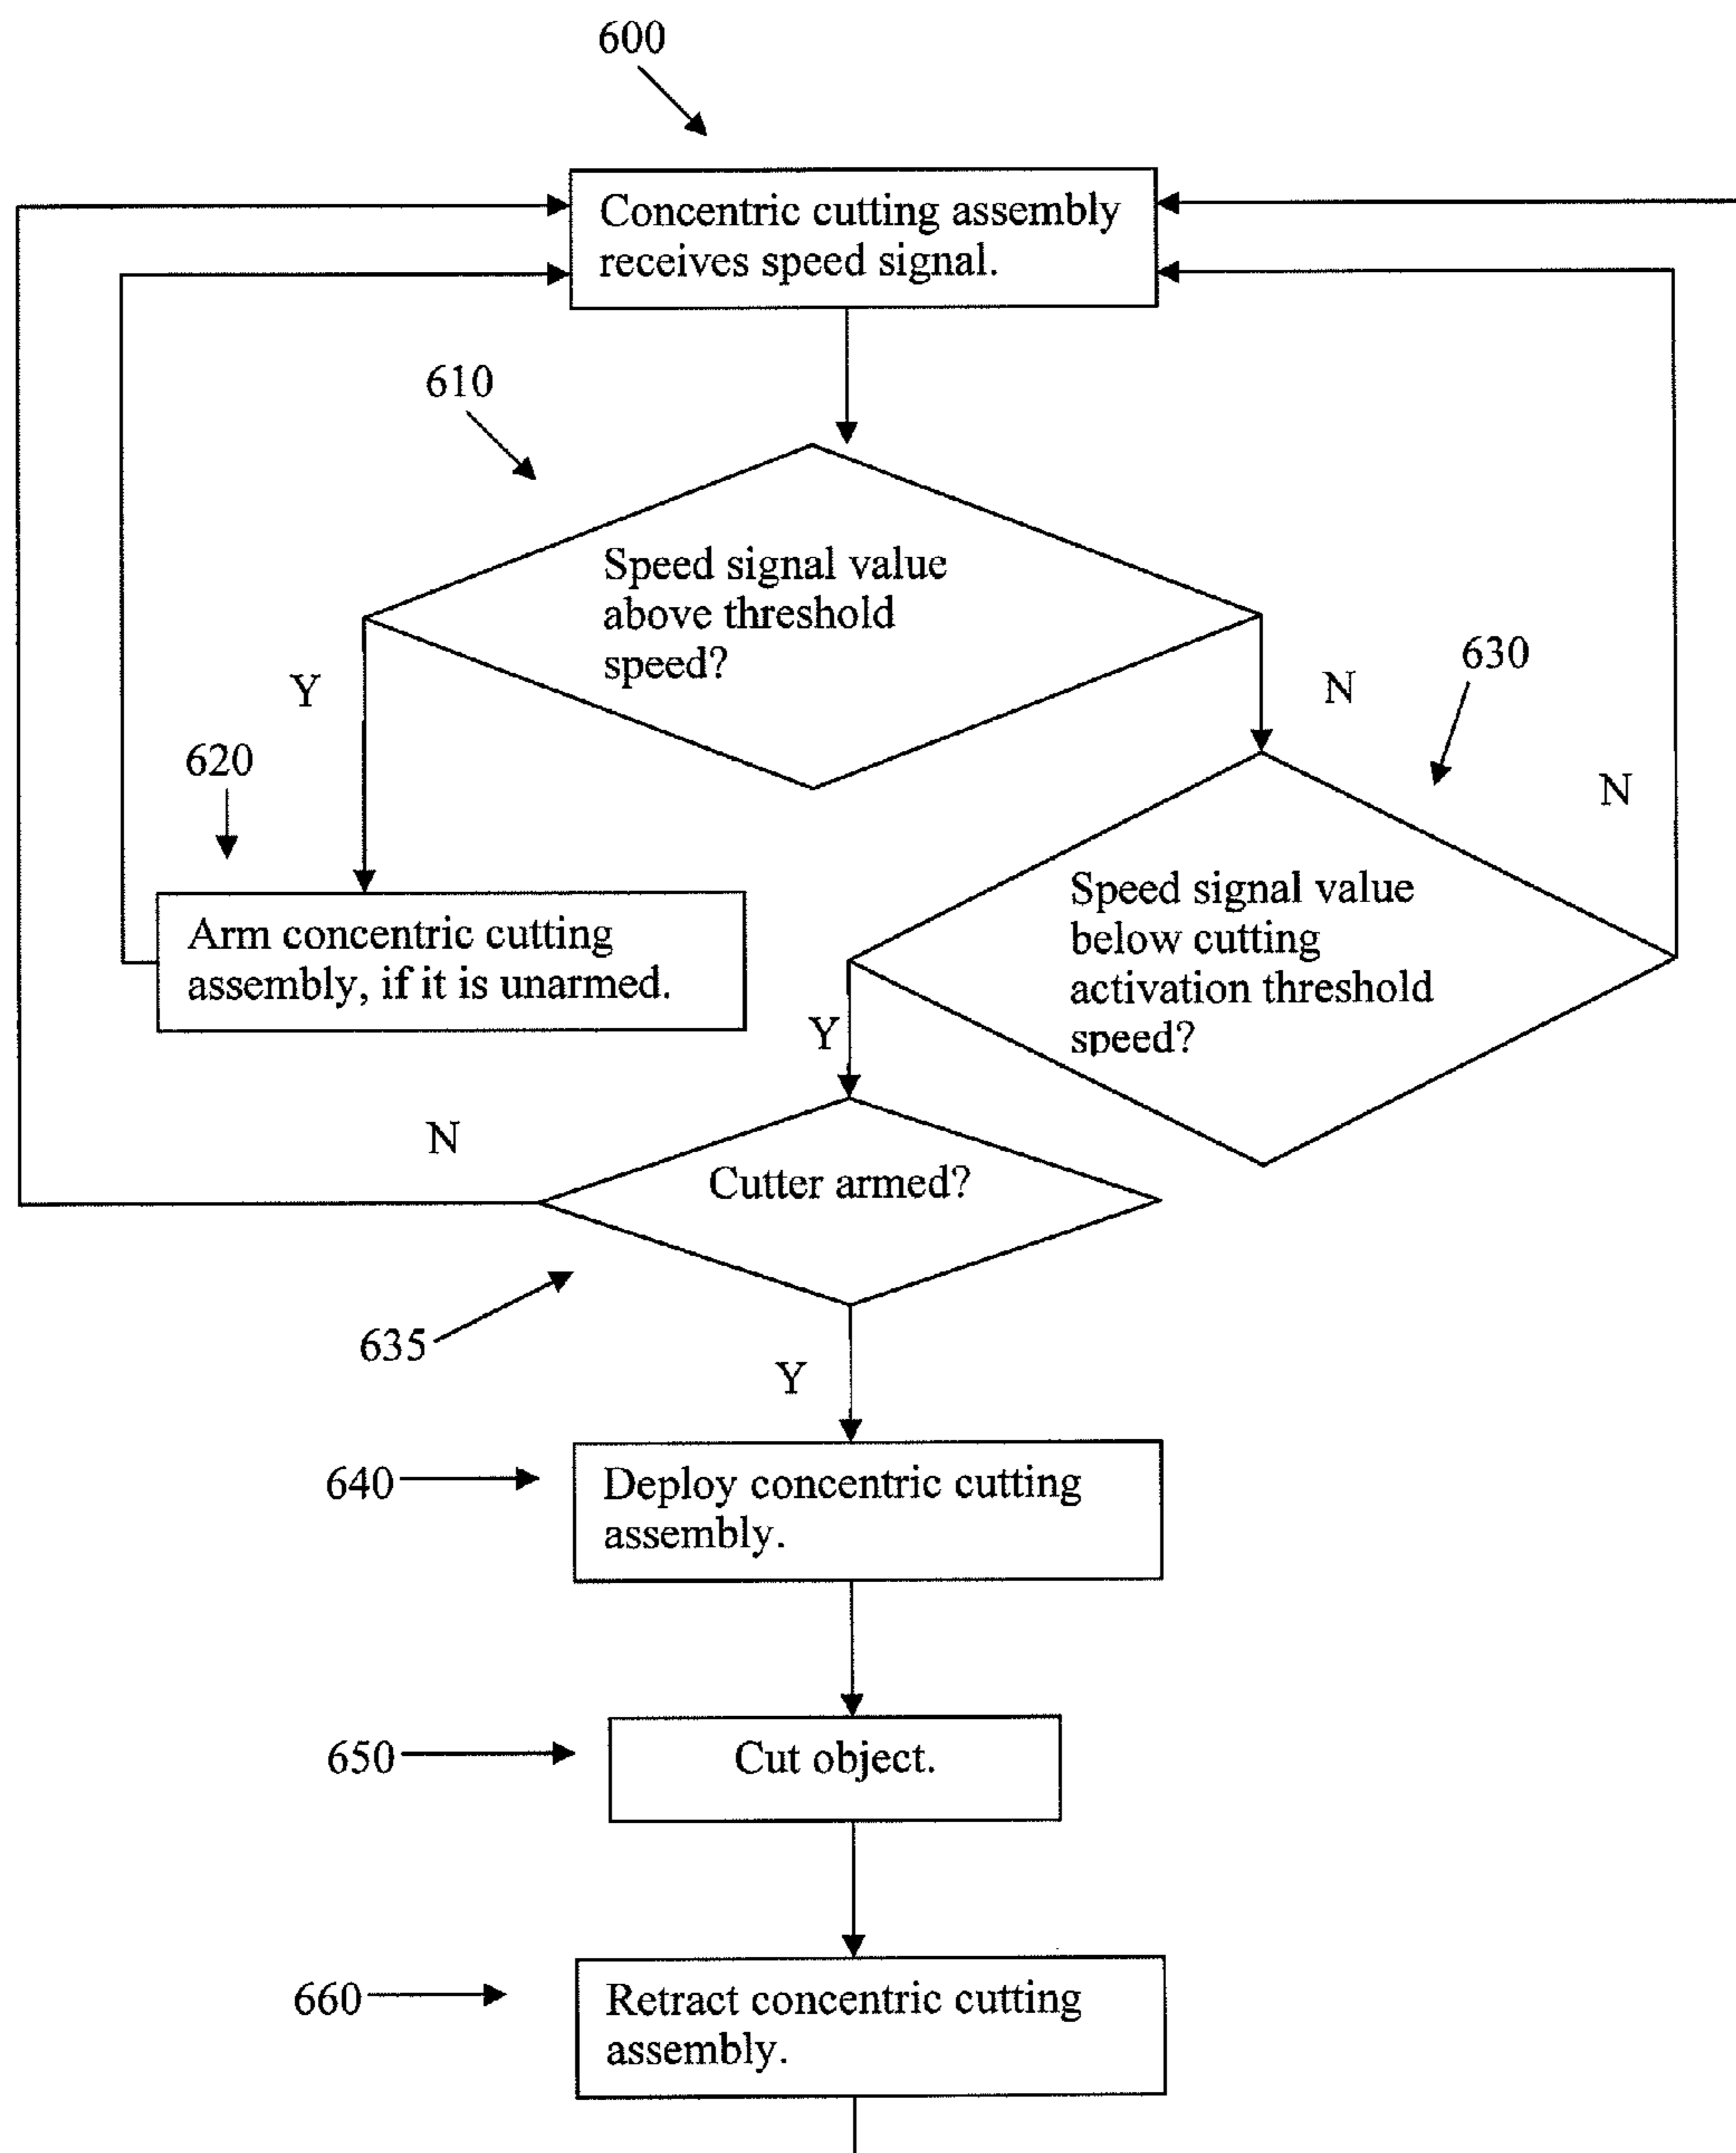 600
Concentric cutting assembly
receives speed signal.
610
Speed signal value
above threshold
speed?
Y
N
630
620
N
Arm concentric cutting
assembly, if it is unarmed.
Speed signal value
below cutting
activation threshold
speed?
Y
N
Cutter armed?
635
Y
640
Deploy concentric cutting
assembly.
650
Cut object.
660
Retract concentric cutting
assembly.